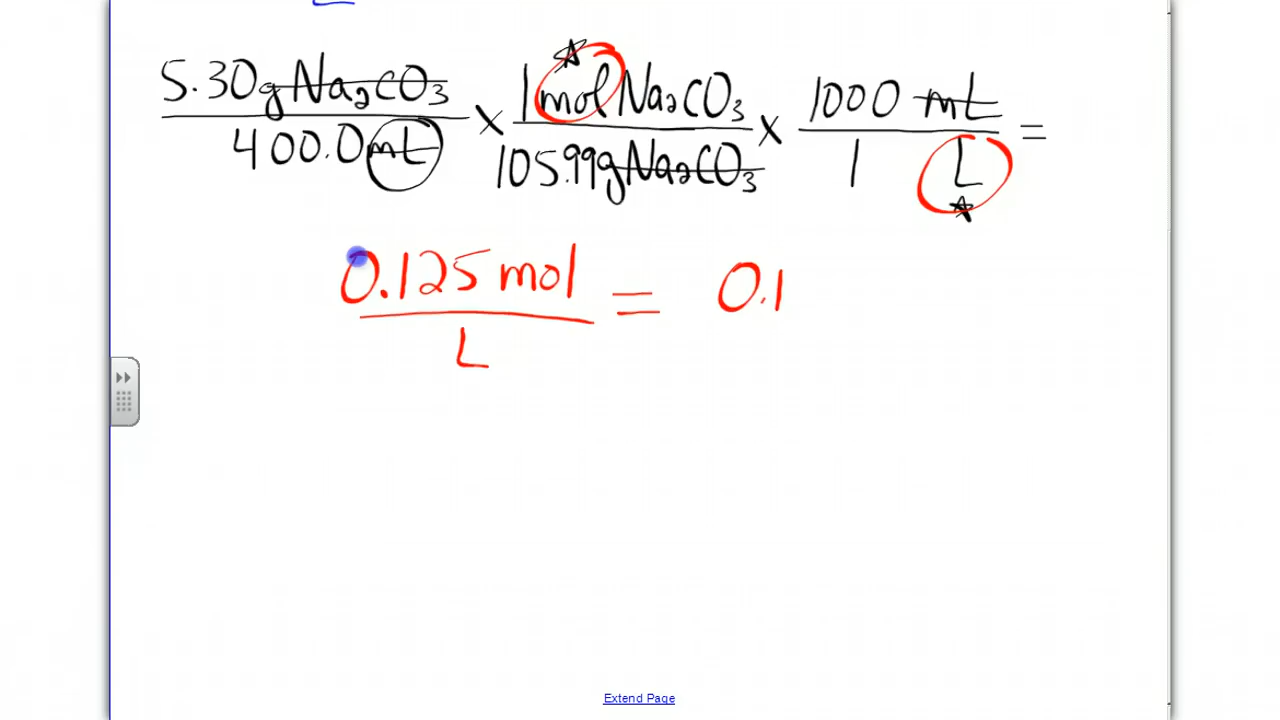 5.30g Na₂CO₃ / 400.0 mL × 1 mol Na₂CO₃ / 105.99g Na₂CO₃ × 1000 mL / 1 L =
0.125 mol / L = 0.1
Extend Page